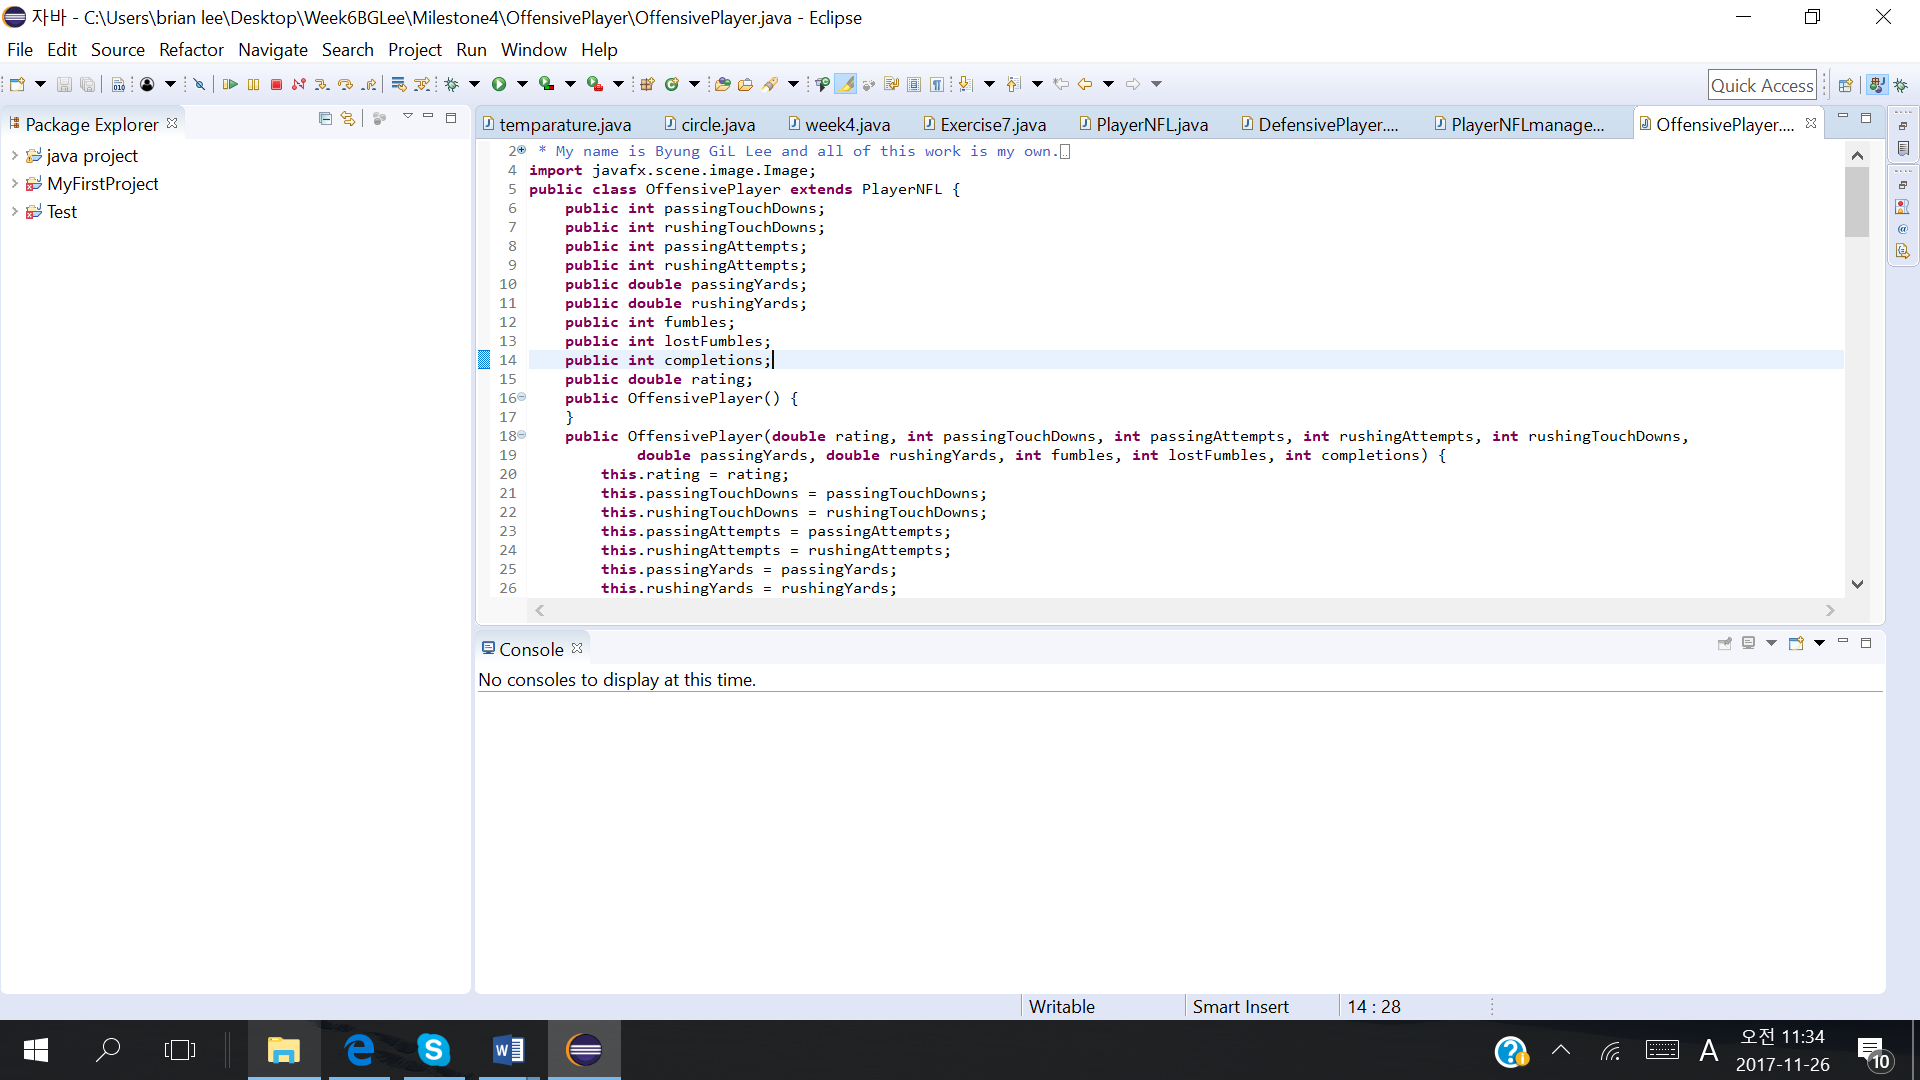 자바 - C:\Users\brian lee\Desktop\Week6BGLee\Milestone4\OffensivePlayer\OffensivePlayer.java - Eclipse
File Edit Source Refactor Navigate Search Project Run Window Help
Quick Access
Package Explorer
java project
MyFirstProject
Test
temparature.java circle.java week4.java Exercise7.java PlayerNFL.java DefensivePlayer.... PlayerNFLmanage... OffensivePlayer....
2 * My name is Byung GiL Lee and all of this work is my own.
4 import javafx.scene.image.Image;
5 public class OffensivePlayer extends PlayerNFL {
6 public int passingTouchDowns;
7 public int rushingTouchDowns;
8 public int passingAttempts;
9 public int rushingAttempts;
10 public double passingYards;
11 public double rushingYards;
12 public int fumbles;
13 public int lostFumbles;
14 public int completions;
15 public double rating;
16 public OffensivePlayer() {
17 }
18 public OffensivePlayer(double rating, int passingTouchDowns, int passingAttempts, int rushingAttempts, int rushingTouchDowns,
19 double passingYards, double rushingYards, int fumbles, int lostFumbles, int completions) {
20 this.rating = rating;
21 this.passingTouchDowns = passingTouchDowns;
22 this.rushingTouchDowns = rushingTouchDowns;
23 this.passingAttempts = passingAttempts;
24 this.rushingAttempts = rushingAttempts;
25 this.passingYards = passingYards;
26 this.rushingYards = rushingYards;
Console
No consoles to display at this time.
Writable Smart Insert 14 : 28
A
오전 11:34
2017-11-26
10